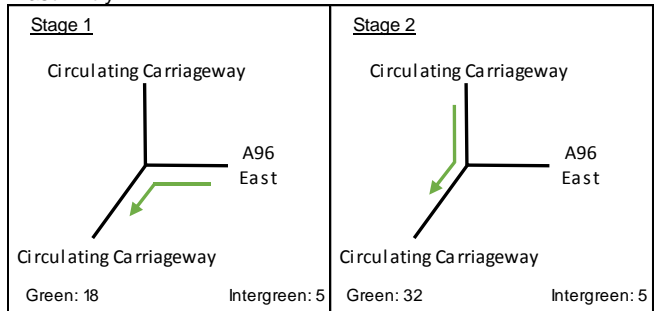 Stage 1
Circulating Carriageway
A96
East
Circulating Carriageway
Green: 18 Intergreen: 5
Stage 2
Circulating Carriageway
A96
East
Circulating Carriageway
Green: 32 Intergreen: 5